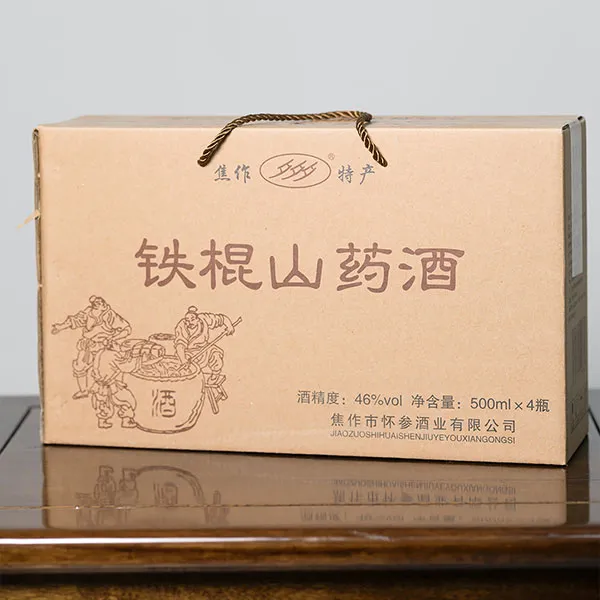 焦作 ® 特产
铁棍山药酒
酒
酒精度：46%vol 净含量：500ml×4瓶
焦作市怀参酒业有限公司
JIAOZUOSHIHUAISHENJIUYEYOUXIANGONGSI